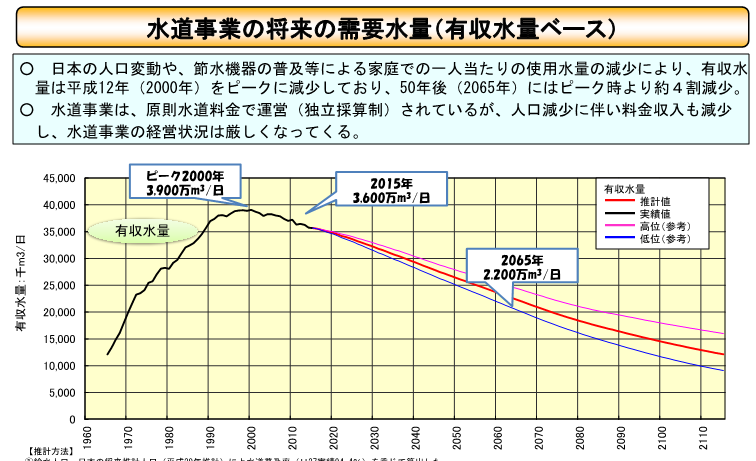 水道事業の将来の需要水量(有収水量ベース)
○ 日本の人口変動や、節水機器の普及等による家庭での一人当たりの使用水量の減少により、有収水
量は平成12年(2000年)をピークに減少しており、50年後(2065年)にはピーク時より約4割減少。
○ 水道事業は、原則水道料金で運営(独立採算制)されているが、人口減少に伴い料金収入も減少
し、水道事業の経営状況は厳しくなってくる。
ピーク2000年
3.900万m³/日
2015年
3.600万m³/日
有収水量
推計値
実績値
高位(参考)
低位(参考)
有収水量
2065年
2.200万m³/日
有収水量:千m3/日
45,000
40,000
35,000
30,000
25,000
20,000
15,000
10,000
5,000
0
1960
1970
1980
1990
2000
2010
2020
2030
2040
2050
2060
2070
2080
2090
2100
2110
【推計方法】